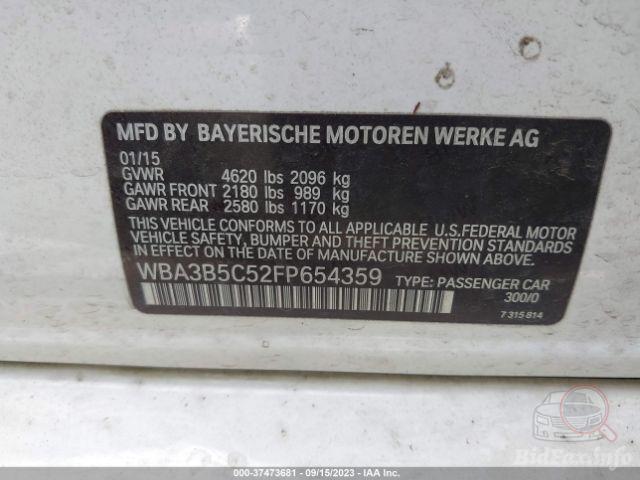 MFD BY BAYERISCHE MOTOREN WERKE AG
01/15
GVWR 4620 lbs 2096 kg
GAWR FRONT 2180 lbs 989 kg
GAWR REAR 2580 lbs 1170 kg
THIS VEHICLE CONFORMS TO ALL APPLICABLE U.S.FEDERAL MOTOR
VEHICLE SAFETY, BUMPER AND THEFT PREVENTION STANDARDS
IN EFFECT ON THE DATE OF MANUFACTURE SHOWN ABOVE.
WBA3B5C52FP654359 TYPE: PASSENGER CAR
300/0
7 315 814
BidFax.info
000-37473681 - 09/15/2023 - IAA Inc.